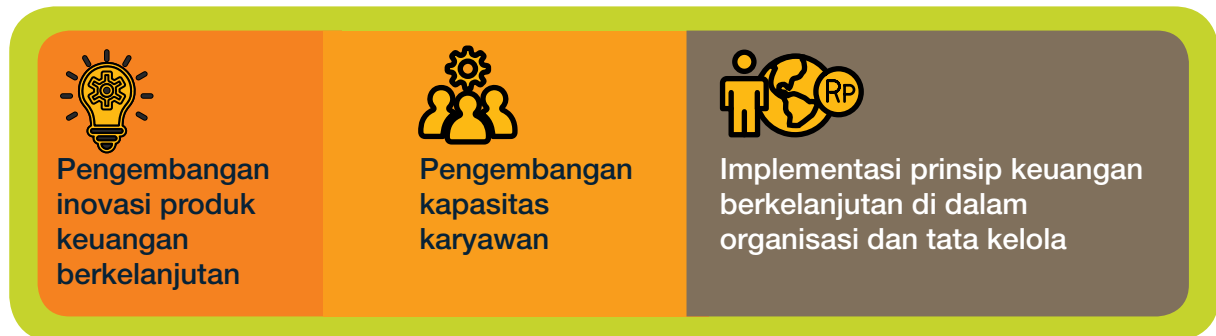 Pengembangan
inovasi produk
keuangan
berkelanjutan
Pengembangan
kapasitas
karyawan
RP
Implementasi prinsip keuangan
berkelanjutan di dalam
organisasi dan tata kelola